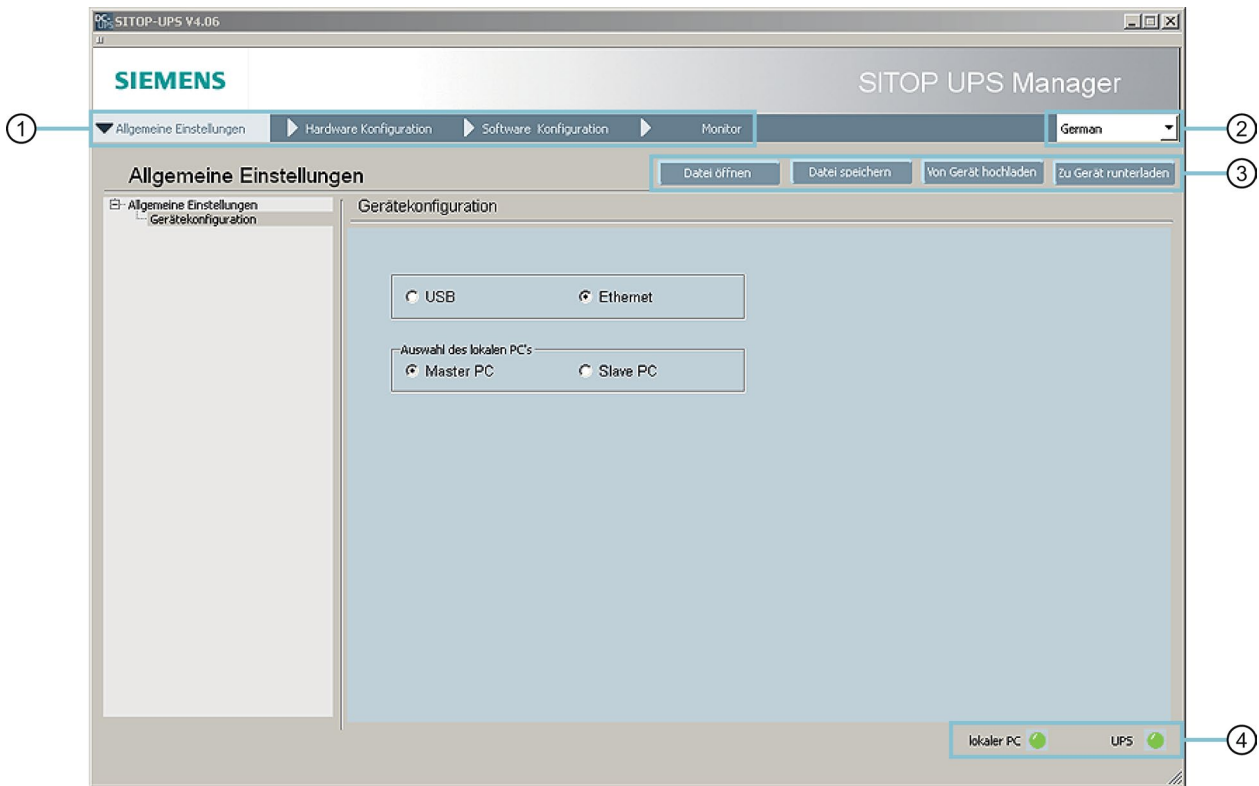 DC-UPS SITOP-UPS V4.06
SIEMENS
SITOP UPS Manager
1
Allgemeine Einstellungen
Hardware Konfiguration
Software Konfiguration
Monitor
German
2
Allgemeine Einstellungen
Datei öffnen
Datei speichern
Von Gerät hochladen
Zu Gerät runterladen
3
Allgemeine Einstellungen
Gerätekonfiguration
Gerätekonfiguration
USB
Ethernet
Auswahl des lokalen PC's
Master PC
Slave PC
lokaler PC
UPS
4